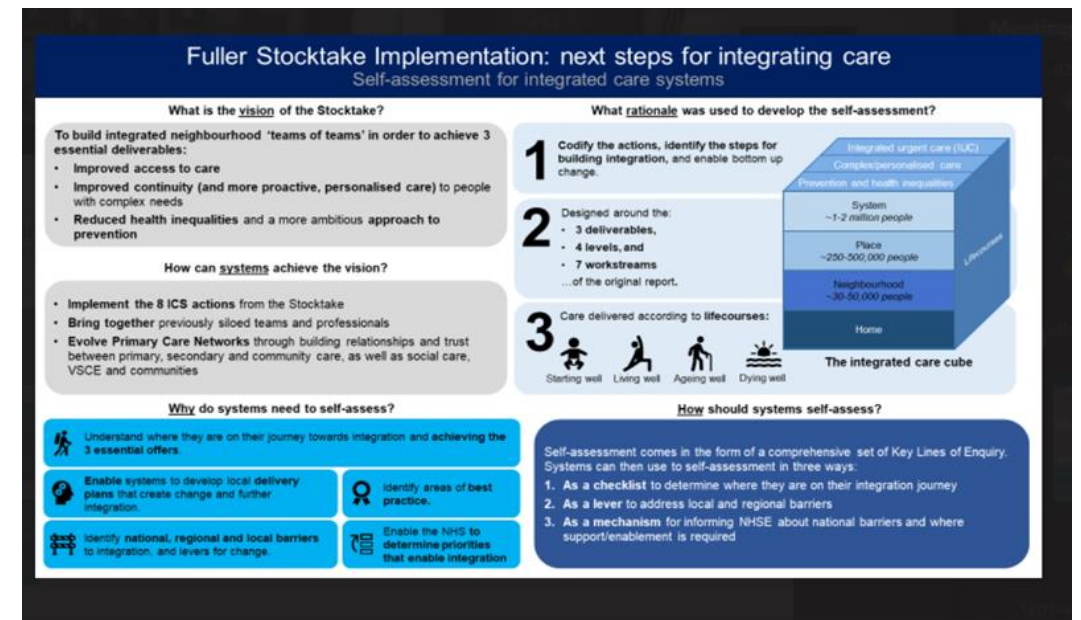 Fuller Stocktake Implementation: next steps for integrating care
Self-assessment for integrated care systems
What is the vision of the Stocktake?
To build integrated neighbourhood ‘teams of teams’ in order to achieve 3
essential deliverables:
• Improved access to care
• Improved continuity (and more proactive, personalised care) to people
with complex needs
• Reduced health inequalities and a more ambitious approach to
prevention
How can systems achieve the vision?
• Implement the 8 ICS actions from the Stocktake
• Bring together previously siloed teams and professionals
• Evolve Primary Care Networks through building relationships and trust
between primary, secondary and community care, as well as social care,
VSCE and communities
What rationale was used to develop the self-assessment?
1
Codify the actions, identify the steps for
building integration, and enable bottom up
change.
2
Designed around the:
• 3 deliverables,
• 4 levels, and
• 7 workstreams
…of the original report.
3
Care delivered according to lifecourses:
Starting well Living well Ageing well Dying well
Integrated urgent care (IUC)
Complex/personalised care
Prevention and health inequalities
System
~1-2 million people
Place
~250-500,000 people
Neighbourhood
~30-50,000 people
Home
Lifecourses
The integrated care cube
Why do systems need to self-assess?
Understand where they are on their journey towards integration and achieving the
3 essential offers.
Enable systems to develop local delivery
plans that create change and further
integration.
Identify areas of best
practice.
Identify national, regional and local barriers
to integration, and levers for change.
Enable the NHS to
determine priorities
that enable integration
How should systems self-assess?
Self-assessment comes in the form of a comprehensive set of Key Lines of Enquiry.
Systems can then use to self-assessment in three ways:
1. As a checklist to determine where they are on their integration journey
2. As a lever to address local and regional barriers
3. As a mechanism for informing NHSE about national barriers and where
support/enablement is required